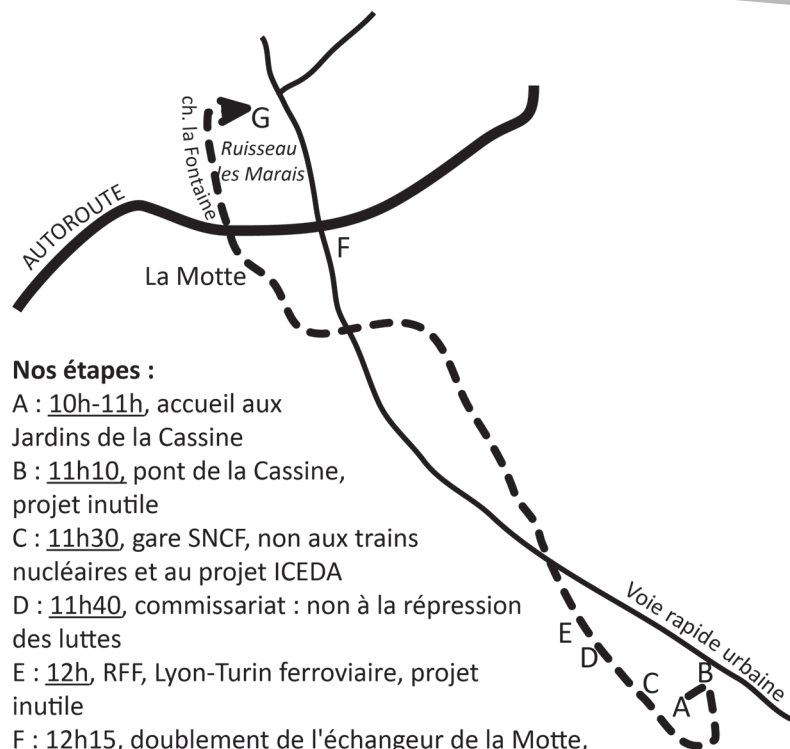 ch. la Fontaine
G
Ruisseau
les Marais
AUTOROUTE
F
La Motte
Nos étapes :
A : 10h-11h, accueil aux
Jardins de la Cassine
B : 11h10, pont de la Cassine,
projet inutile
C : 11h30, gare SNCF, non aux trains
nucléaires et au projet ICEDA
D : 11h40, commissariat : non à la répression
des luttes
E : 12h, RFF, Lyon-Turin ferroviaire, projet
inutile
F : 12h15, doublement de l'échangeur de la Motte,
Voie rapide urbaine
E
D
C
B
A